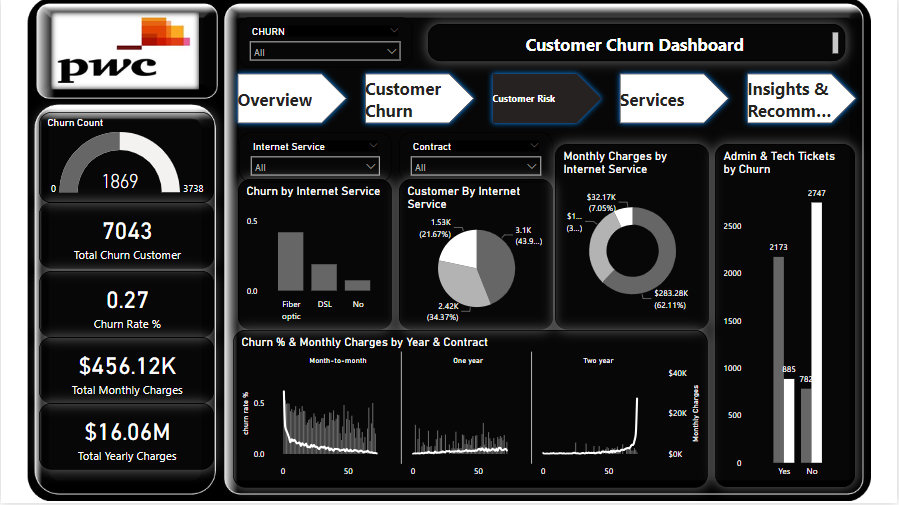 pwc
CHURN
All
Customer Churn Dashboard
Overview
Customer
Churn
Customer Risk
Services
Insights &
Recomm...
Churn Count
0
1869
3738
7043
Total Churn Customer
0.27
Churn Rate %
$456.12K
Total Monthly Charges
$16.06M
Total Yearly Charges
Internet Service
All
Contract
All
Churn by Internet Service
0.5
0.0
Fiber
optic
DSL
No
Customer By Internet
Service
1.53K
(21.67%)
3.1K
(43.9...)
2.42K
(34.37%)
Monthly Charges by
Internet Service
$32.17K
(7.05%)
$1...
(3...)
$283.28K
(62.11%)
Admin & Tech Tickets
by Churn
2500
2000
1500
1000
500
0
2173
885
782
2747
Yes
No
Churn % & Monthly Charges by Year & Contract
Month-to-month
One year
Two year
churn rate %
0.5
0.0
0
50
0
50
0
50
$40K
$20K
$0K
Monthly Charges